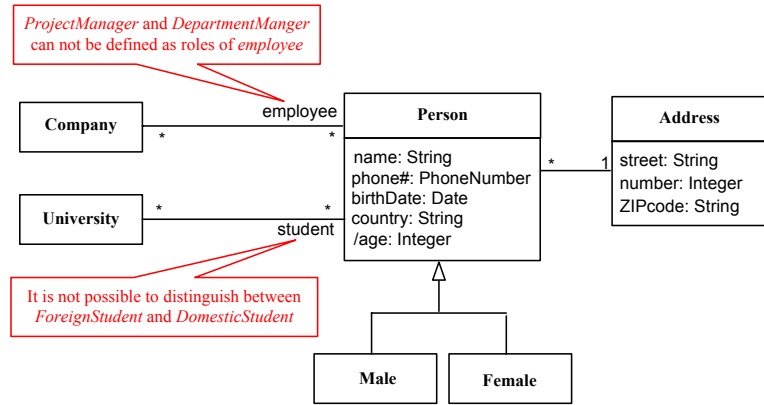 ProjectManager and DepartmentManger
can not be defined as roles of employee
Company
employee
*
*
Person
name: String
phone#: PhoneNumber
birthDate: Date
country: String
/age: Integer
*
1
Address
street: String
number: Integer
ZIPcode: String
University
*
*
student
It is not possible to distinguish between
ForeignStudent and DomesticStudent
Male
Female